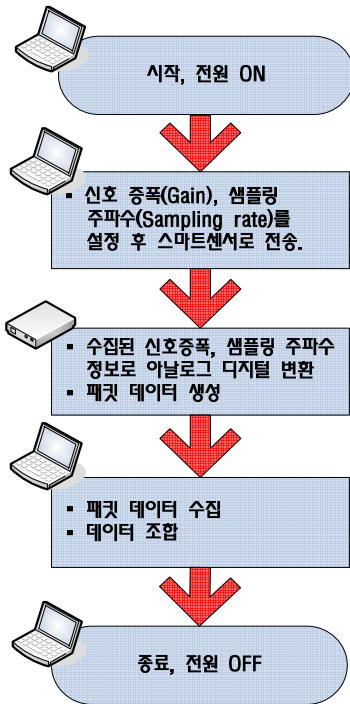 시작, 전원 ON
▪ 신호 증폭(Gain), 샘플링
주파수(Sampling rate)를
설정 후 스마트센서로 전송.
▪ 수집된 신호증폭, 샘플링 주파수
정보로 아날로그 디지털 변환
▪ 패킷 데이터 생성
▪ 패킷 데이터 수집
▪ 데이터 조합
종료, 전원 OFF